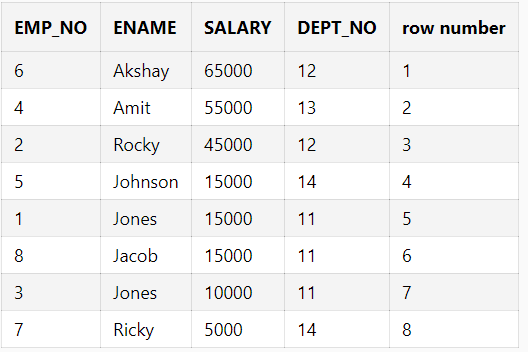 EMP_NO ENAME SALARY DEPT_NO row number
6 Akshay 65000 12 1
4 Amit 55000 13 2
2 Rocky 45000 12 3
5 Johnson 15000 14 4
1 Jones 15000 11 5
8 Jacob 15000 11 6
3 Jones 10000 11 7
7 Ricky 5000 14 8